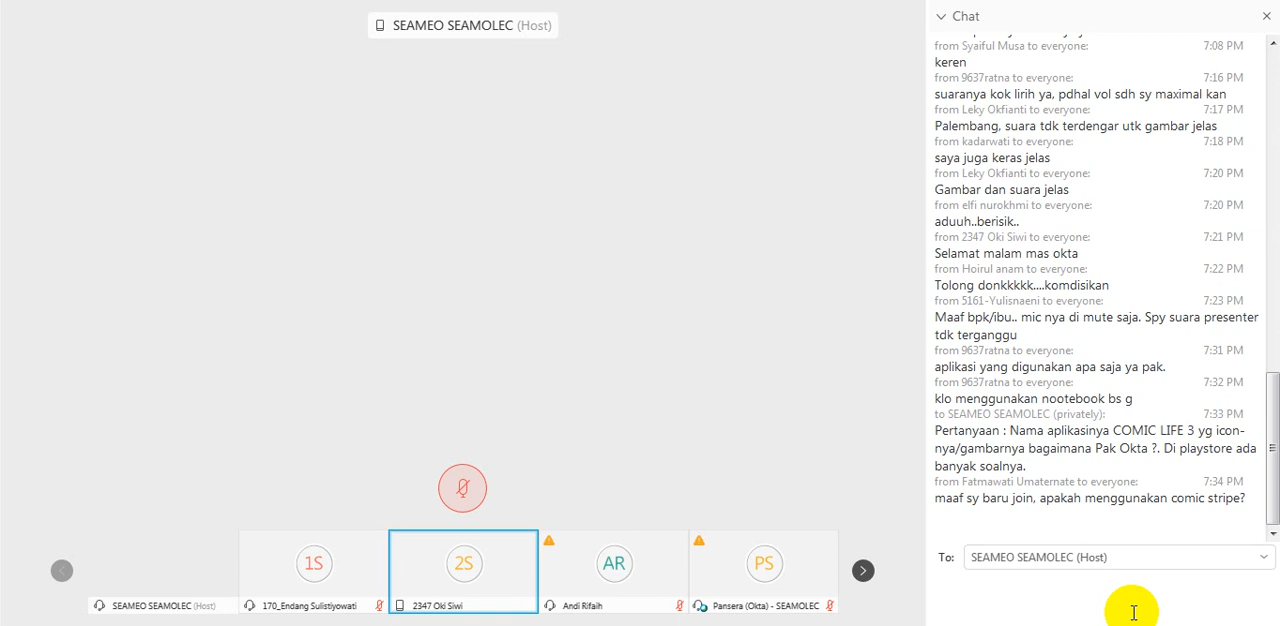 SEAMEO SEAMOLEC (Host)
Chat
from Syaiful Musa to everyone: 7:08 PM
keren
from 9637ratna to everyone: 7:16 PM
suaranya kok lirih ya, pdhal vol sdh sy maximal kan
from Leky Okfianti to everyone: 7:17 PM
Palembang, suara tdk terdengar utk gambar jelas
from kadarwati to everyone: 7:18 PM
saya juga keras jelas
from Leky Okfianti to everyone: 7:20 PM
Gambar dan suara jelas
from elfi nurokhmi to everyone: 7:20 PM
aduuh..berisik..
from 2347 Oki Siwi to everyone: 7:21 PM
Selamat malam mas okta
from Hoirul anam to everyone: 7:22 PM
Tolong donkkkkk....komdisikan
from 5161-Yulisnaeni to everyone: 7:23 PM
Maaf bpk/ibu.. mic nya di mute saja. Spy suara presenter
tdk terganggu
from 9637ratna to everyone: 7:31 PM
aplikasi yang digunakan apa saja ya pak.
from 9637ratna to everyone: 7:32 PM
klo menggunakan nootebook bs g
to SEAMEO SEAMOLEC (privately): 7:33 PM
Pertanyaan : Nama aplikasinya COMIC LIFE 3 yg icon-
nya/gambarnya bagaimana Pak Okta ?. Di playstore ada
banyak soalnya.
from Fatmawati Umaternate to everyone: 7:34 PM
maaf sy baru join, apakah menggunakan comic stripe?
To: SEAMEO SEAMOLEC (Host)
1S
2S
AR
PS
SEAMEO SEAMOLEC (Host)
170_Endang Sulistiyowati
2347 Oki Siwi
Andi Rifaih
Pansera (Okta) - SEAMOLEC